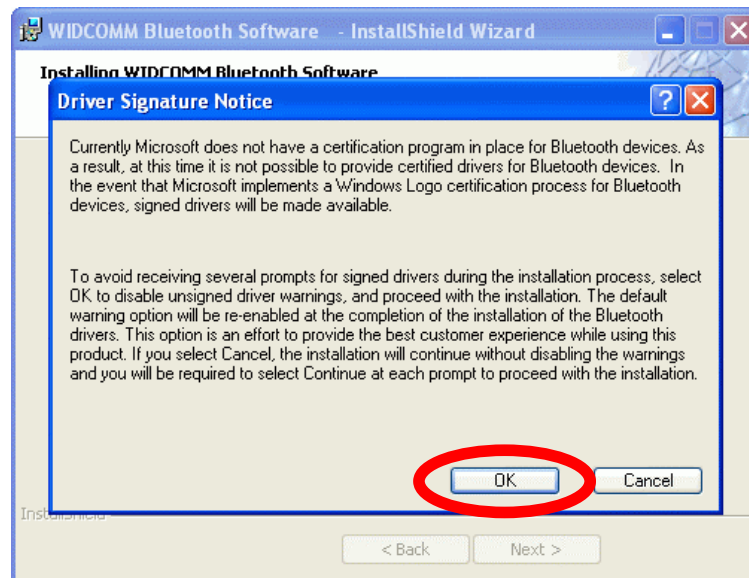 WIDCOMM Bluetooth Software - InstallShield Wizard
Installing WIDCOMM Bluetooth Software
Driver Signature Notice
Currently Microsoft does not have a certification program in place for Bluetooth devices. As
a result, at this time it is not possible to provide certified drivers for Bluetooth devices. In
the event that Microsoft implements a Windows Logo certification process for Bluetooth
devices, signed drivers will be made available.
To avoid receiving several prompts for signed drivers during the installation process, select
OK to disable unsigned driver warnings, and proceed with the installation. The default
warning option will be re-enabled at the completion of the installation of the Bluetooth
drivers. This option is an effort to provide the best customer experience while using this
product. If you select Cancel, the installation will continue without disabling the warnings
and you will be required to select Continue at each prompt to proceed with the installation.
OK
Cancel
InstallShield
< Back
Next >